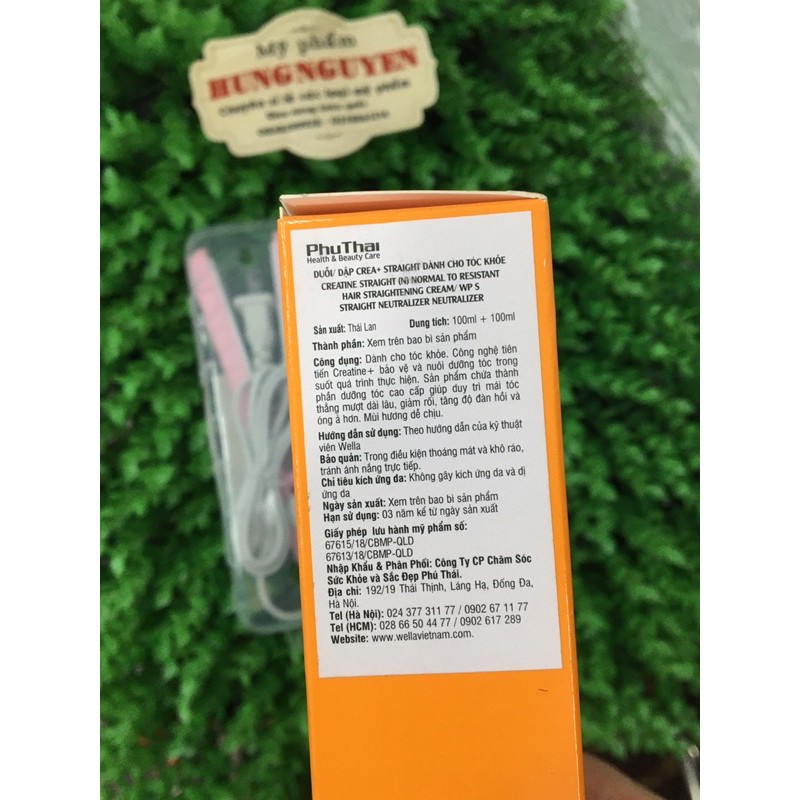 Mỹ phẩm
HUNGNGUYEN
Chuyên sỉ lẻ các loại mỹ phẩm
PhuThai
Health & Beauty Care
DUỖI/ DẬP CREA+ STRAIGHT DÀNH CHO TÓC KHỎE
CREATINE STRAIGHT (N) NORMAL TO RESISTANT
HAIR STRAIGHTENING CREAM/ WP S
STRAIGHT NEUTRALIZER NEUTRALIZER
Sản xuất: Thái Lan Dung tích: 100ml + 100ml
Thành phần: Xem trên bao bì sản phẩm
Công dụng: Dành cho tóc khỏe. Công nghệ tiên
tiến Creatine+ bảo vệ và nuôi dưỡng tóc trong
suốt quá trình thực hiện. Sản phẩm chứa thành
phần dưỡng tóc cao cấp giúp duy trì mái tóc
thẳng mượt dài lâu, giảm rối, tăng độ đàn hồi và
óng ả hơn. Mùi hương dễ chịu.
Hướng dẫn sử dụng: Theo hướng dẫn của kỹ thuật
viên Wella
Bảo quản: Trong điều kiện thoáng mát và khô ráo,
tránh ánh nắng trực tiếp.
Chỉ tiêu kích ứng da: Không gây kích ứng da và dị
ứng da
Ngày sản xuất: Xem trên bao bì sản phẩm
Hạn sử dụng: 03 năm kể từ ngày sản xuất
Giấy phép lưu hành mỹ phẩm số:
67615/18/CBMP-QLD
67613/18/CBMP-QLD
Nhập Khẩu & Phân Phối: Công Ty CP Chăm Sóc
Sức Khỏe và Sắc Đẹp Phú Thái.
Địa chỉ: 192/19 Thái Thịnh, Láng Hạ, Đống Đa,
Hà Nội.
Tel (Hà Nội): 024 377 311 77 / 0902 67 11 77
Tel (HCM): 028 66 50 44 77 / 0902 617 289
Website: www.wellavietnam.com.